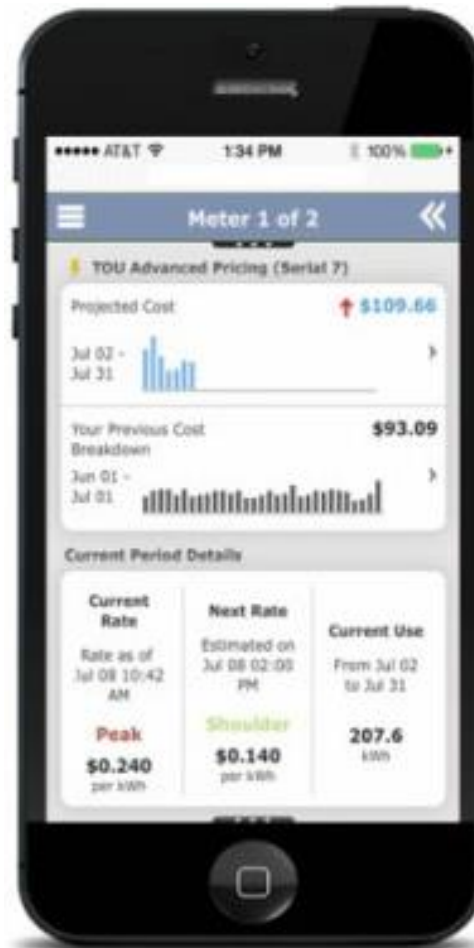 AT&T 1:34 PM 100%
Meter 1 of 2
TOU Advanced Pricing (Serial 7)
Projected Cost $109.66
Jul 02 -
Jul 31
Your Previous Cost $93.09
Breakdown
Jun 01 -
Jul 01
Current Period Details
Current
Rate
Rate as of
Jul 08 10:42
AM
Peak
$0.240
per kWh
Next Rate
Estimated on
Jul 08 02:00
PM
Shoulder
$0.140
per kWh
Current Use
From Jul 02
to Jul 31
207.6
kWh